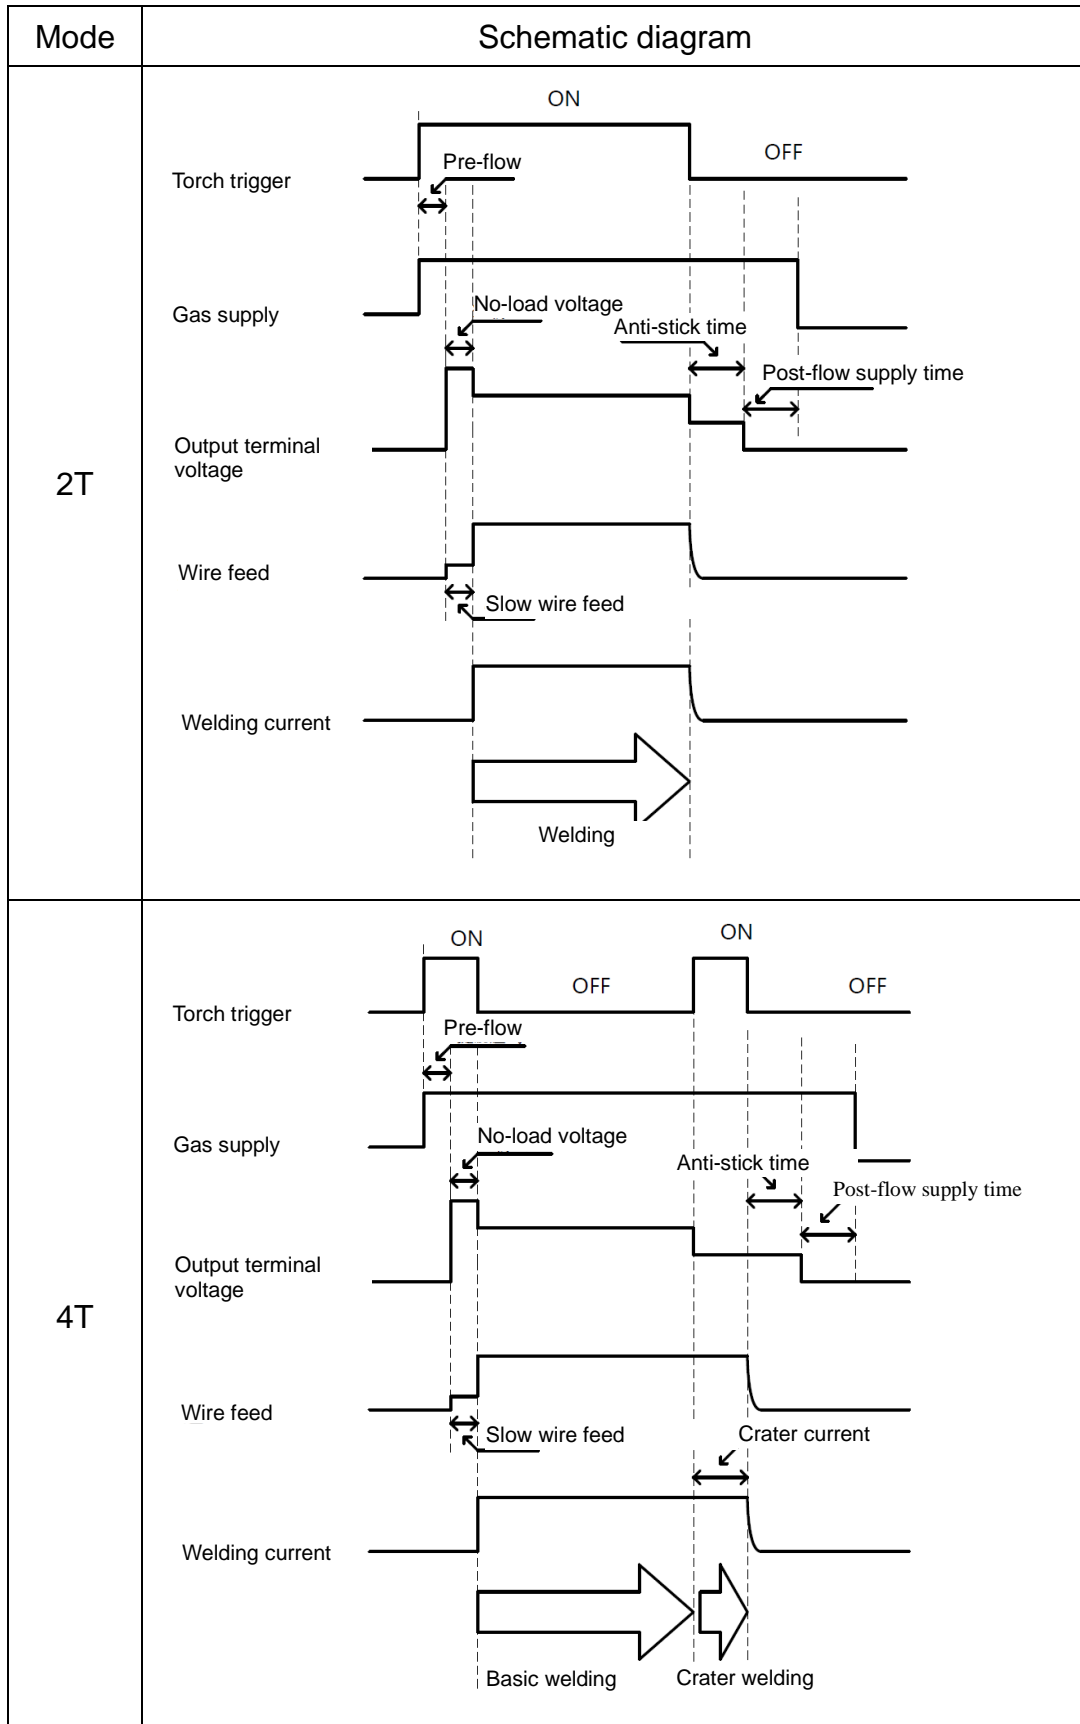 Mode
Schematic diagram
2T
ON
OFF
Pre-flow
Torch trigger
No-load voltage
Gas supply
Anti-stick time
Post-flow supply time
Output terminal
voltage
Wire feed
Slow wire feed
Welding current
Welding
4T
ON
ON
OFF
OFF
Torch trigger
Pre-flow
Gas supply
No-load voltage
Anti-stick time
Post-flow supply time
Output terminal
voltage
Wire feed
Slow wire feed
Crater current
Welding current
Basic welding
Crater welding